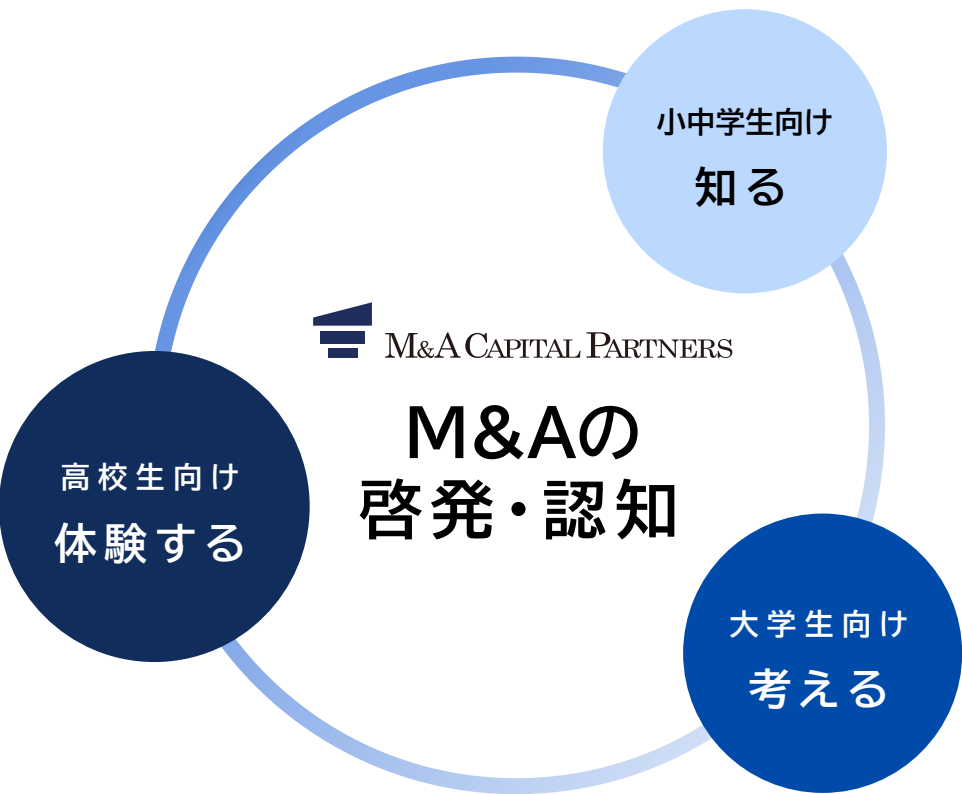 小中学生向け
知る
M&A CAPITAL PARTNERS
M&Aの
啓発・認知
高校生向け
体験する
大学生向け
考える